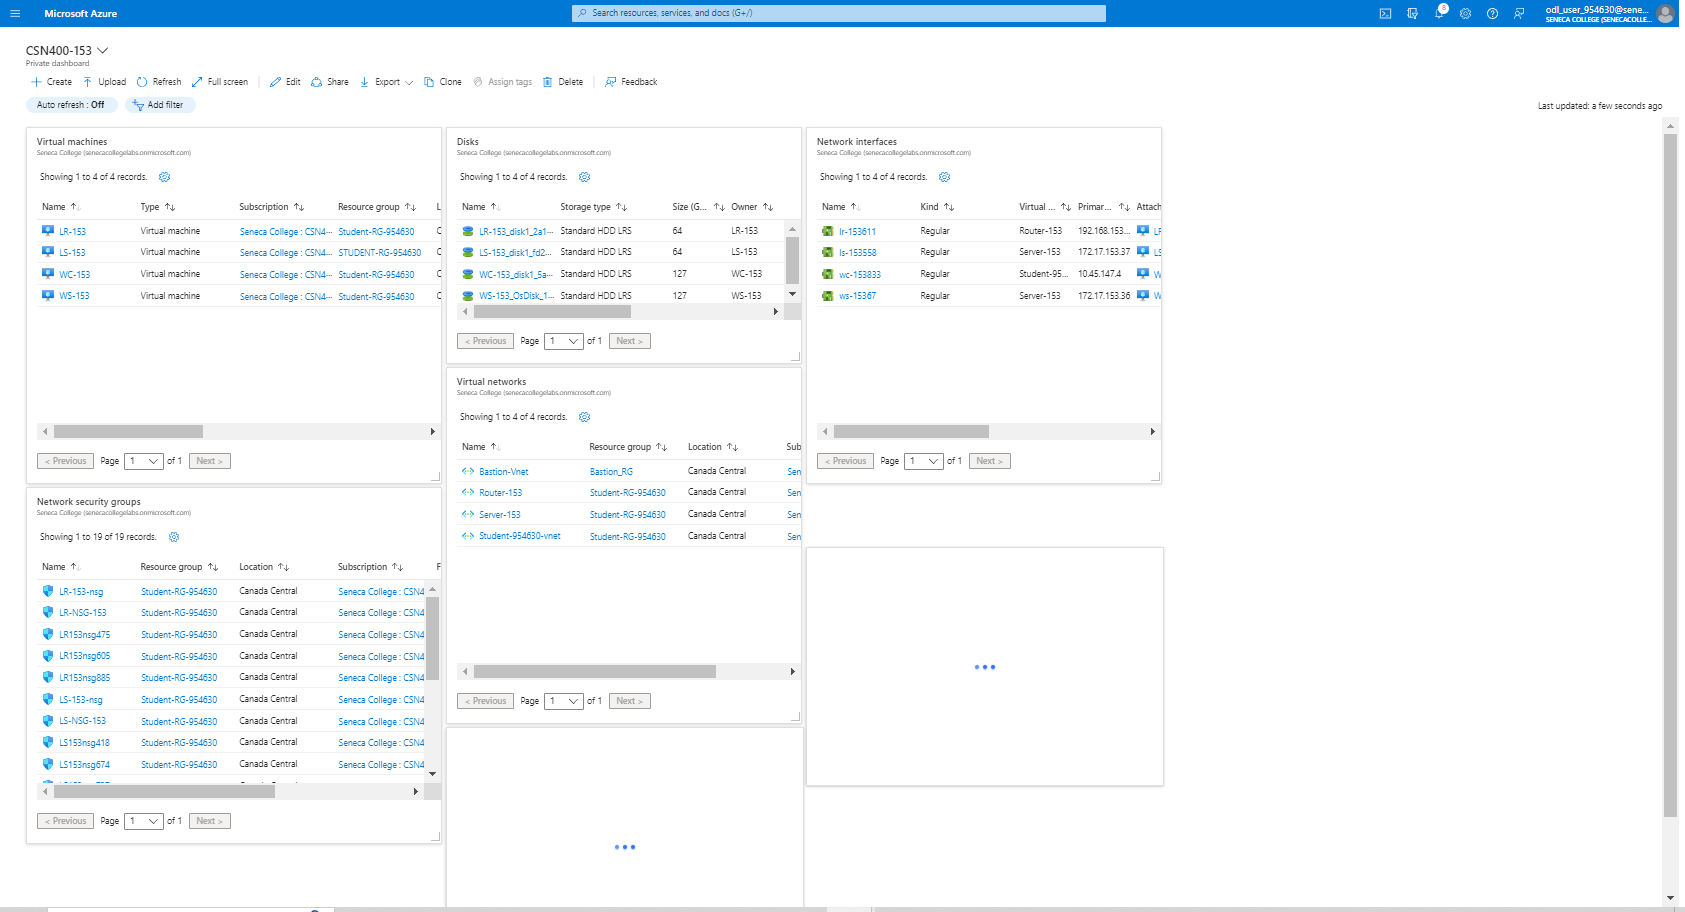 Microsoft Azure
Search resources, services, and docs (G+/)
8
odl_user_954630@sene...
SENECA COLLEGE (SENECACOLLE...
CSN400-153
Private dashboard
Create Upload Refresh Full screen Edit Share Export Clone Assign tags Delete Feedback
Auto refresh : Off Add filter
Last updated: a few seconds ago
Virtual machines
Seneca College (senecacollegelabs.onmicrosoft.com)
Showing 1 to 4 of 4 records.
Name Type Subscription Resource group L
LR-153 Virtual machine Seneca College : CSN4... Student-RG-954630 C
LS-153 Virtual machine Seneca College : CSN4... STUDENT-RG-954630 C
WC-153 Virtual machine Seneca College : CSN4... Student-RG-954630 C
WS-153 Virtual machine Seneca College : CSN4... Student-RG-954630 C
< Previous Page 1 of 1 Next >
Disks
Seneca College (senecacollegelabs.onmicrosoft.com)
Showing 1 to 4 of 4 records.
Name Storage type Size (G... Owner
LR-153_disk1_2a1... Standard HDD LRS 64 LR-153
LS-153_disk1_fd2... Standard HDD LRS 64 LS-153
WC-153_disk1_5a... Standard HDD LRS 127 WC-153
WS-153_OsDisk_1... Standard HDD LRS 127 WS-153
< Previous Page 1 of 1 Next >
Network interfaces
Seneca College (senecacollegelabs.onmicrosoft.com)
Showing 1 to 4 of 4 records.
Name Kind Virtual ... Primar... Attach
lr-153611 Regular Router-153 192.168.153... LR
ls-153558 Regular Server-153 172.17.153.37 LS
wc-153833 Regular Student-95... 10.45.147.4 W
ws-15367 Regular Server-153 172.17.153.36 W
< Previous Page 1 of 1 Next >
Virtual networks
Seneca College (senecacollegelabs.onmicrosoft.com)
Showing 1 to 4 of 4 records.
Name Resource group Location Sub
Bastion-Vnet Bastion_RG Canada Central Sen
Router-153 Student-RG-954630 Canada Central Sen
Server-153 Student-RG-954630 Canada Central Sen
Student-954630-vnet Student-RG-954630 Canada Central Sen
< Previous Page 1 of 1 Next >
Network security groups
Seneca College (senecacollegelabs.onmicrosoft.com)
Showing 1 to 19 of 19 records.
Name Resource group Location Subscription F
LR-153-nsg Student-RG-954630 Canada Central Seneca College : CSN4
LR-NSG-153 Student-RG-954630 Canada Central Seneca College : CSN4
LR153nsg475 Student-RG-954630 Canada Central Seneca College : CSN4
LR153nsg605 Student-RG-954630 Canada Central Seneca College : CSN4
LR153nsg885 Student-RG-954630 Canada Central Seneca College : CSN4
LS-153-nsg Student-RG-954630 Canada Central Seneca College : CSN4
LS-NSG-153 Student-RG-954630 Canada Central Seneca College : CSN4
LS153nsg418 Student-RG-954630 Canada Central Seneca College : CSN4
LS153nsg674 Student-RG-954630 Canada Central Seneca College : CSN4
< Previous Page 1 of 1 Next >